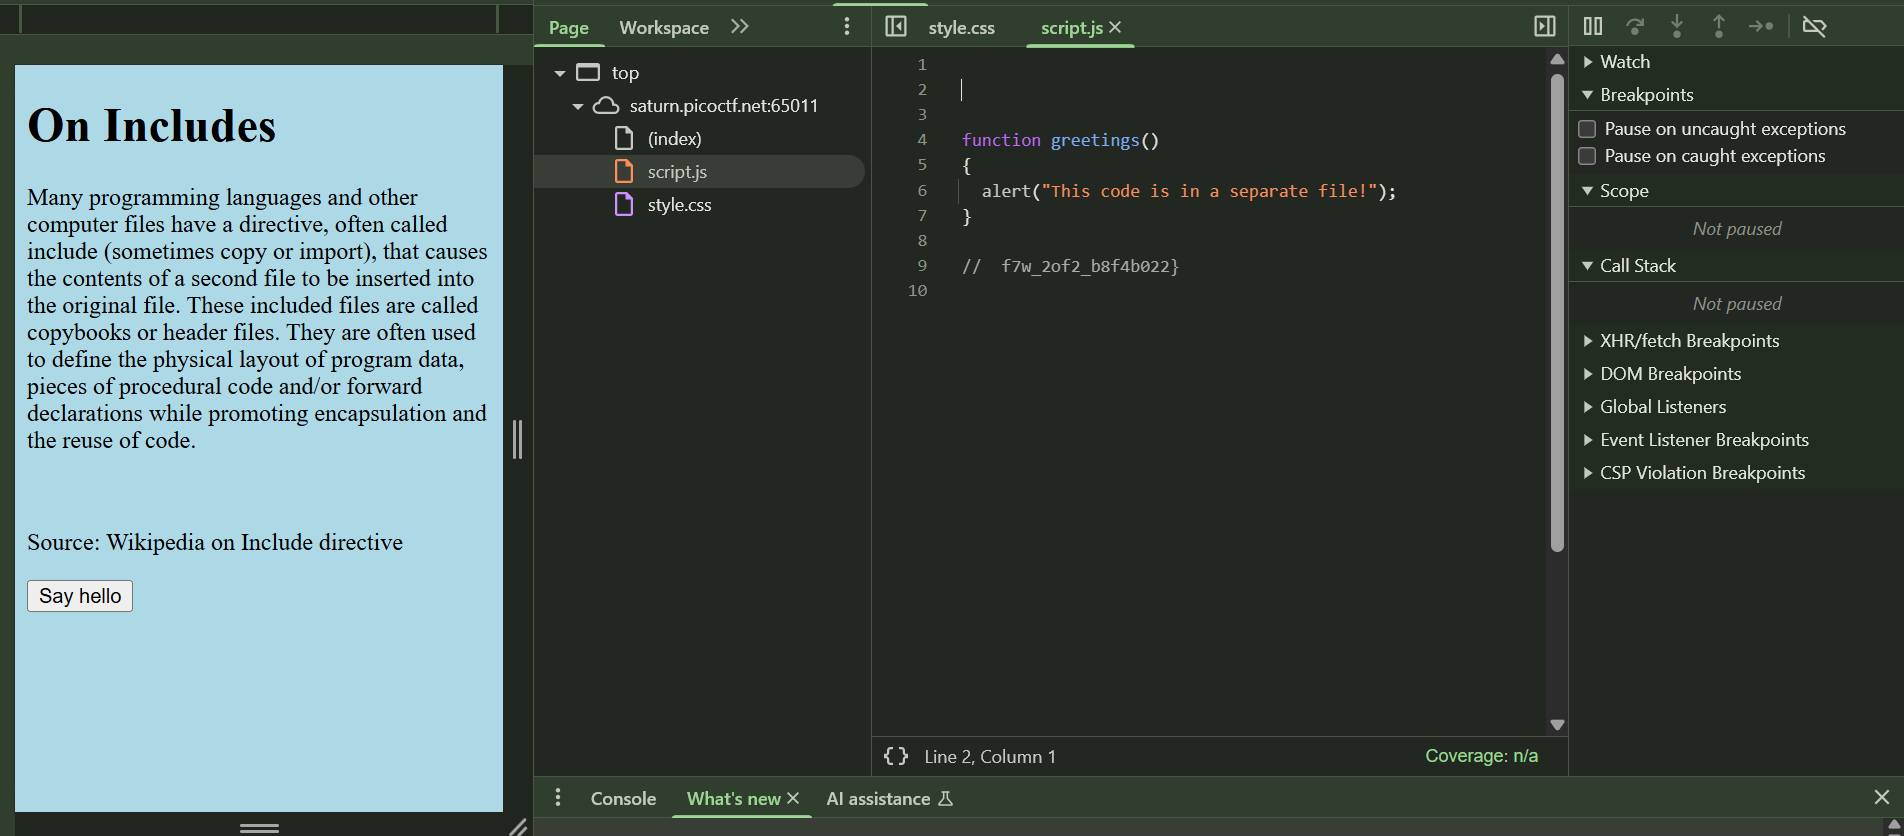 On Includes
Many programming languages and other
computer files have a directive, often called
include (sometimes copy or import), that causes
the contents of a second file to be inserted into
the original file. These included files are called
copybooks or header files. They are often used
to define the physical layout of program data,
pieces of procedural code and/or forward
declarations while promoting encapsulation and
the reuse of code.
Source: Wikipedia on Include directive
Say hello
Page Workspace
top
saturn.picoctf.net:65011
(index)
script.js
style.css
style.css script.js
1
2
3
4 function greetings()
5 {
6 alert("This code is in a separate file!");
7 }
8
9 // f7w_2of2_b8f4b022}
10
{} Line 2, Column 1 Coverage: n/a
Watch
Breakpoints
Pause on uncaught exceptions
Pause on caught exceptions
Scope
Not paused
Call Stack
Not paused
XHR/fetch Breakpoints
DOM Breakpoints
Global Listeners
Event Listener Breakpoints
CSP Violation Breakpoints
Console What's new AI assistance